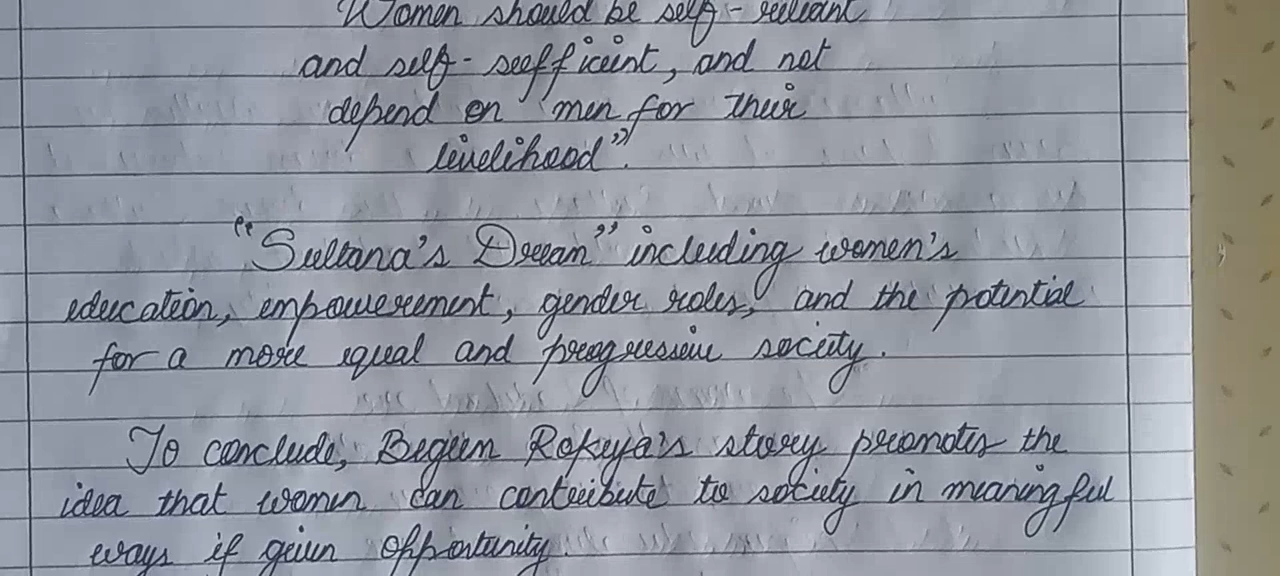 Women should be self-reliant
and self-seefficient, and not
depend on men for their
livelihood".
"Sultana's Dream" including women's
education, empowerement, gender roles, and the potential
for a more equal and progressive society.
To conclude, Begum Rokeya's story promotes the
idea that women can contribute to society in meaningful
ways if given opportunity.